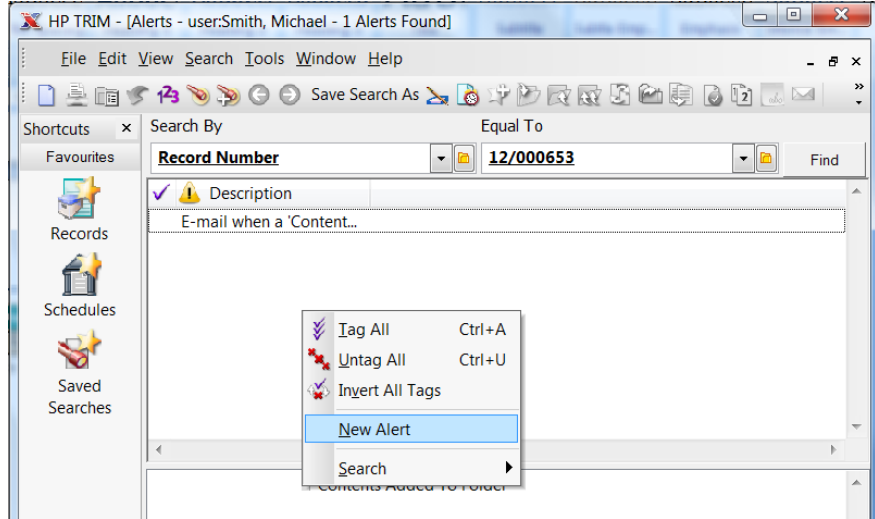 HP TRIM - [Alerts - user:Smith, Michael - 1 Alerts Found]
File Edit View Search Tools Window Help
123 Save Search As 2
Shortcuts × Search By Equal To
Favourites Record Number 12/000653 Find
Description
E-mail when a 'Content...
Records
Schedules
Saved
Searches
Tag All Ctrl+A
Untag All Ctrl+U
Invert All Tags
New Alert
Search
Contents Added To Folder